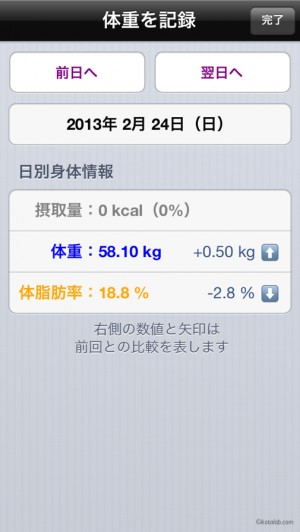 体重を記録
完了
前日へ
翌日へ
2013年 2月 24日（日）
日別身体情報
摂取量：0 kcal（0%）
体重：58.10 kg +0.50 kg
体脂肪率：18.8 % -2.8 %
右側の数値と矢印は
前回との比較を表します